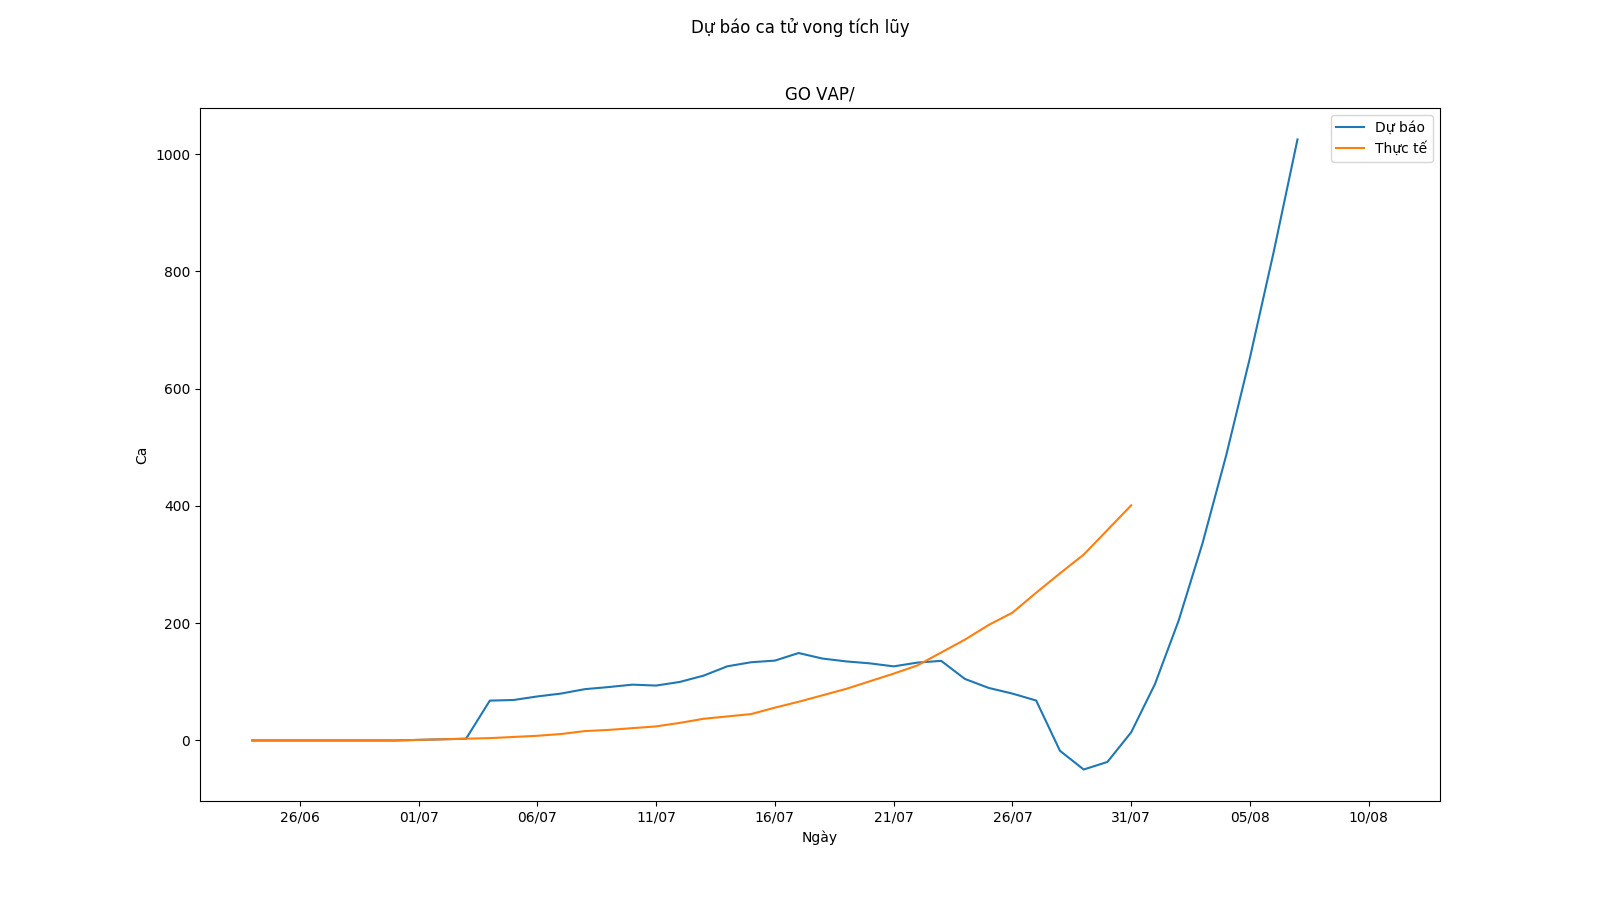 Dự báo ca tử vong tích lũy
GO VAP/
Dự báo
Thực tế
1000
800
600
400
200
0
Ca
26/06
01/07
06/07
11/07
16/07
21/07
26/07
31/07
05/08
10/08
Ngày